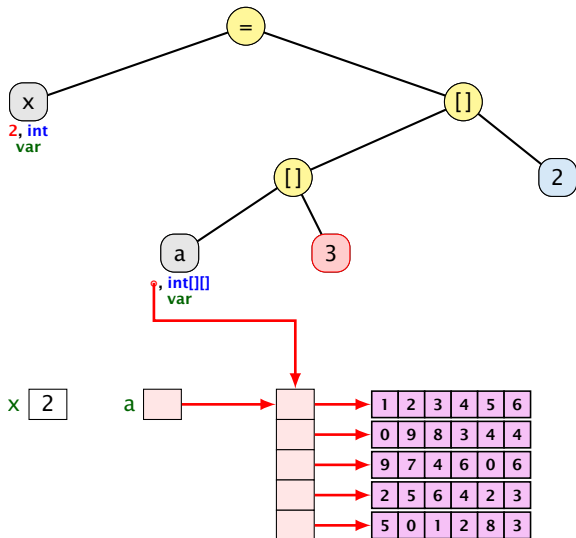 =
x
[]
2, int
var
[]
2
a
3
, int[][]
var
x 2 a 1 2 3 4 5 6
0 9 8 3 4 4
9 7 4 6 0 6
2 5 6 4 2 3
5 0 1 2 8 3